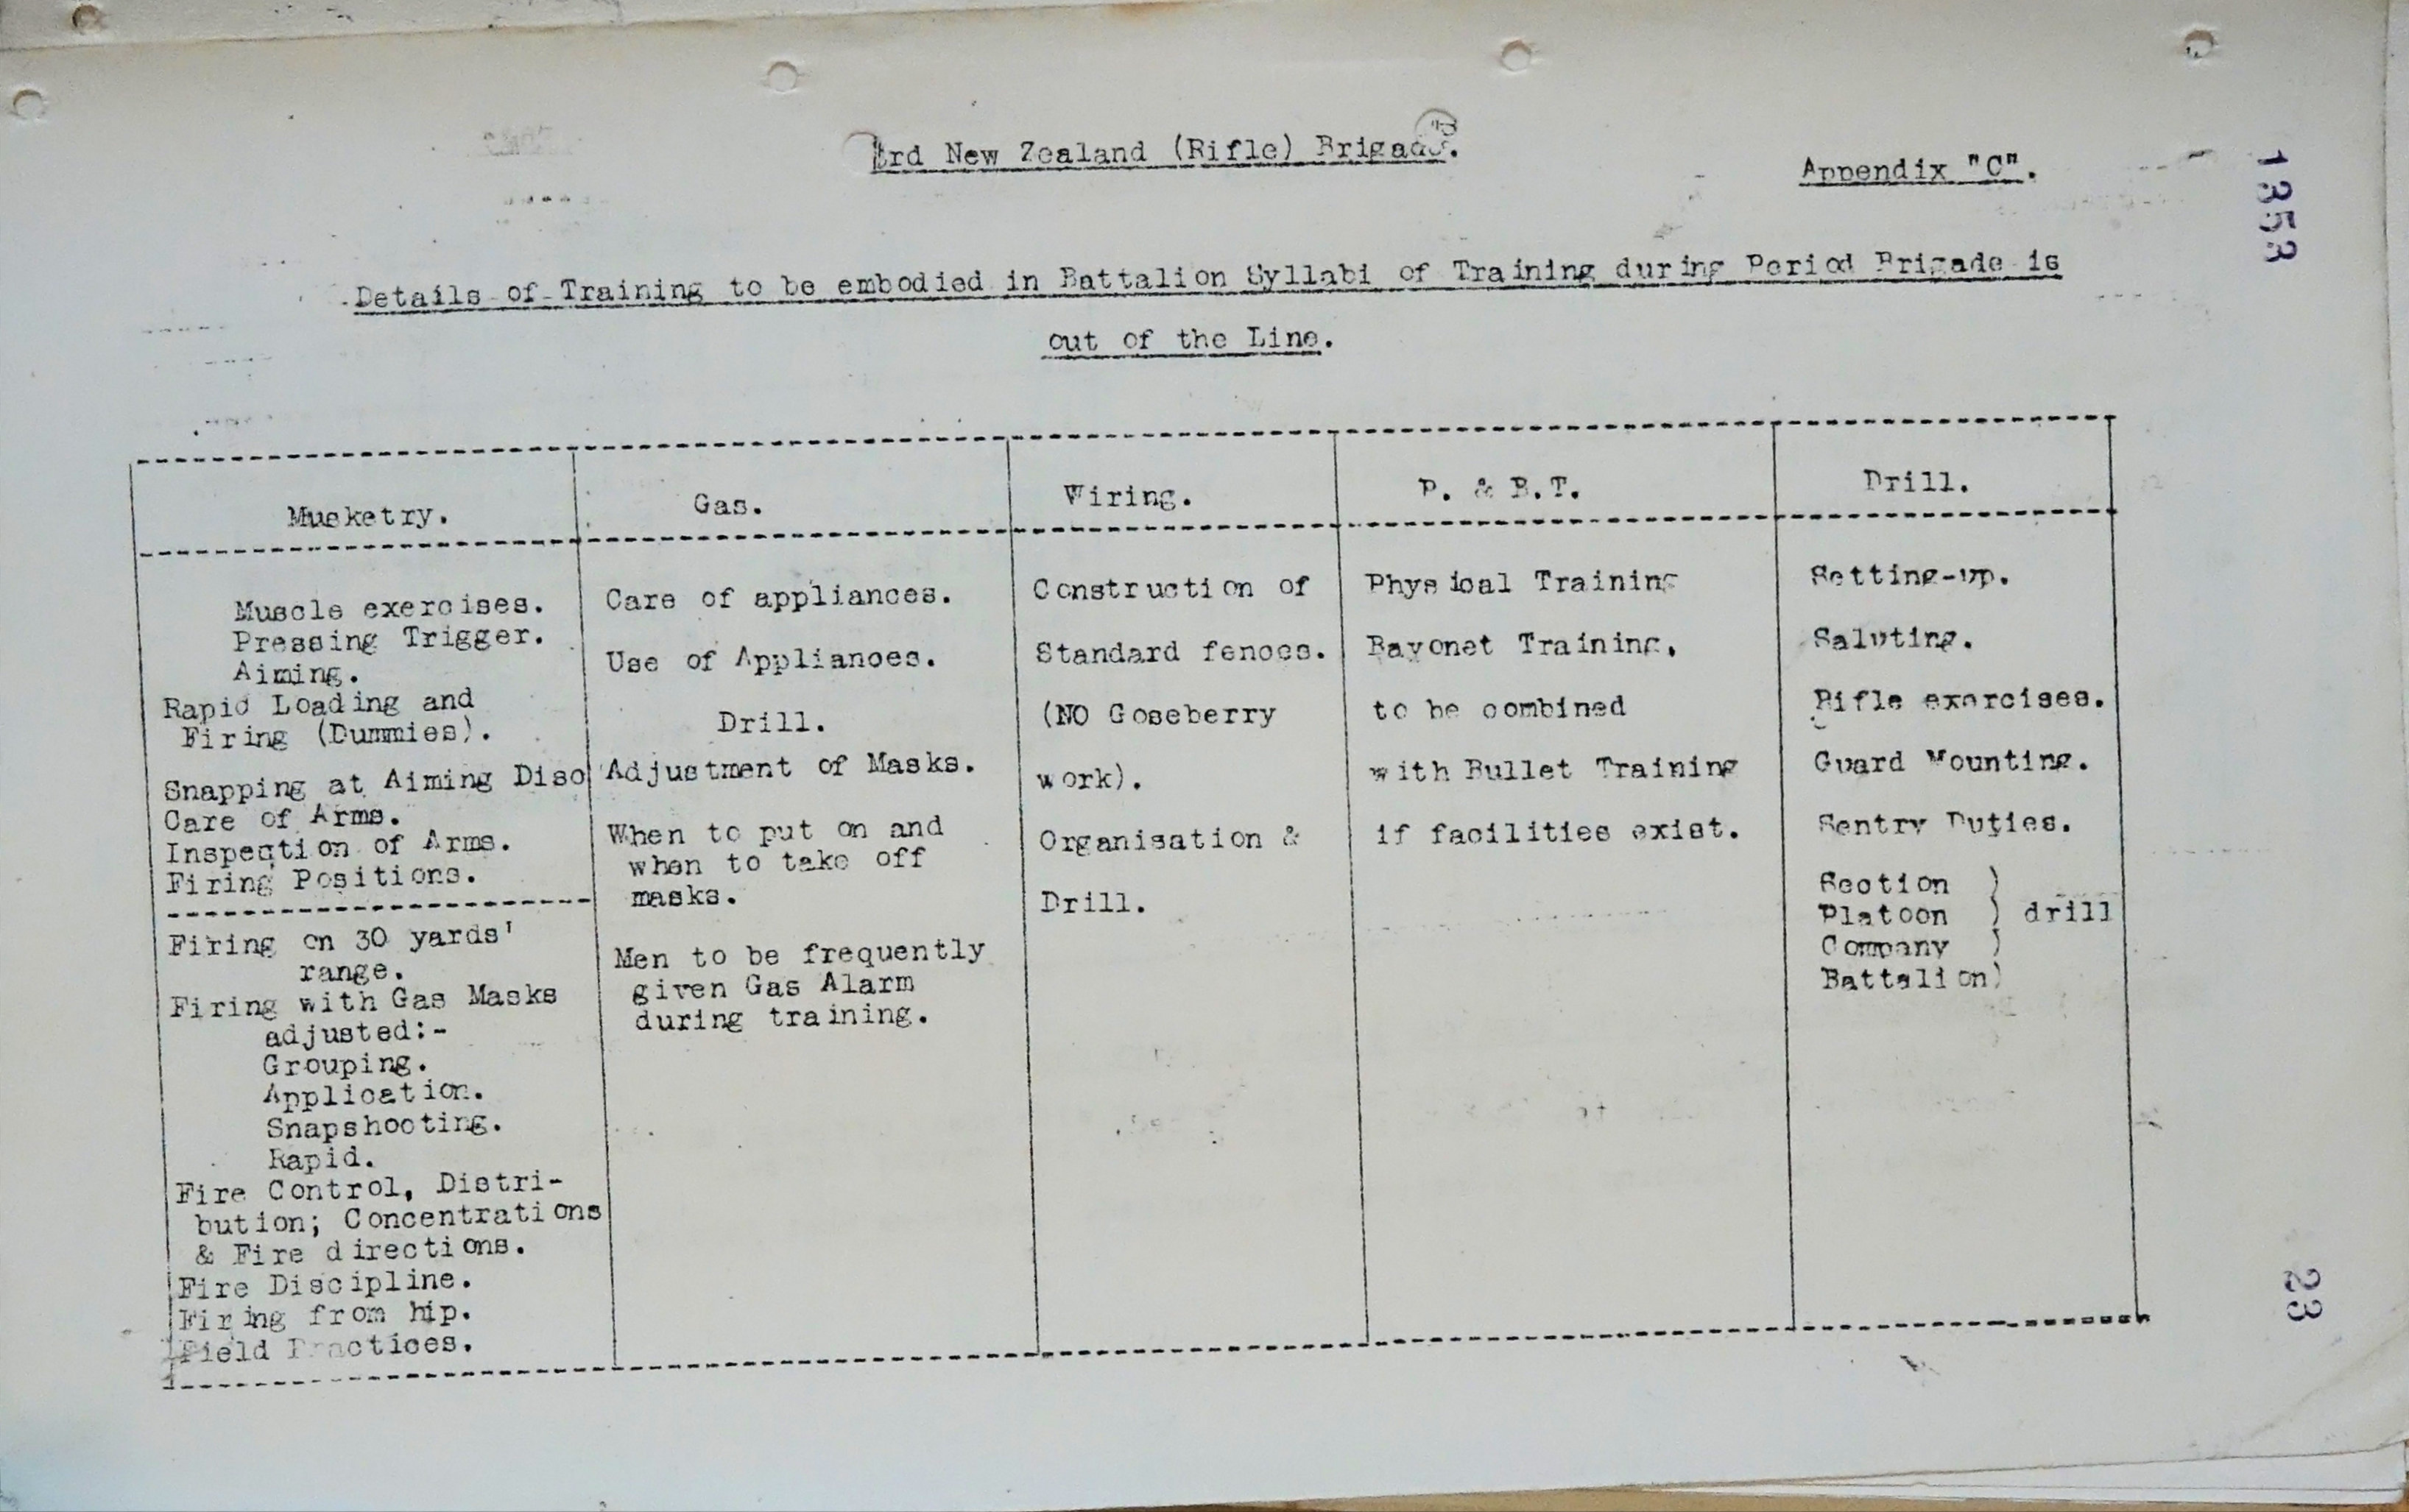 3rd New Zealand (Rifle) Brigade.
Appendix "C".
Details of Training to be embodied in Battalion Syllabi of Training during Period Brigade is
out of the Line.
Musketry.
Muscle exercises.
Pressing Trigger.
Aiming.
Rapid Loading and
Firing (Dummies).
Snapping at Aiming Disc
Care of Arms.
Inspection of Arms.
Firing Positions.
Firing on 30 yards'
range.
Firing with Gas Masks
adjusted:-
Grouping.
Application.
Snapshooting.
Rapid.
Fire Control, Distri-
bution; Concentrations
& Fire directions.
Fire Discipline.
Firing from hip.
Field Practices.
Gas.
Care of appliances.
Use of Appliances.
Drill.
Adjustment of Masks.
When to put on and
when to take off
masks.
Men to be frequently
given Gas Alarm
during training.
Wiring.
Construction of
Standard fences.
(NO Goseberry
work).
Organisation &
Drill.
P. & B.T.
Physical Training
Bayonet Training,
to be combined
with Bullet Training
if facilities exist.
Drill.
Setting-up.
Saluting.
Rifle exercises.
Guard Mounting.
Sentry Duties.
Section )
Platoon ) drill
Company )
Battalion)
1353
23